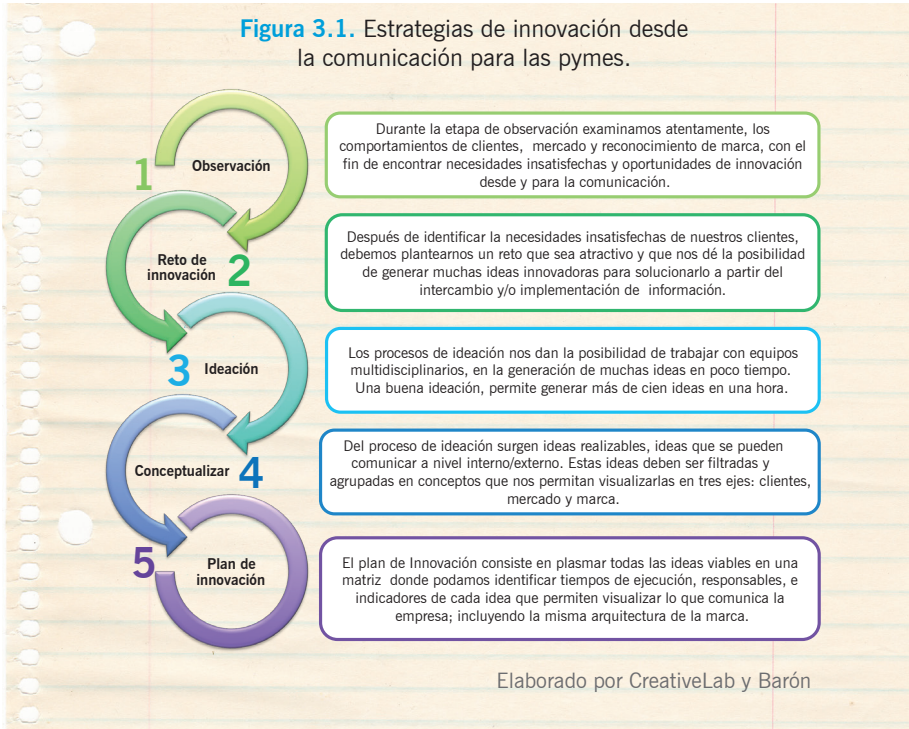 Figura 3.1. Estrategias de innovación desde
la comunicación para las pymes.
1
Observación
Durante la etapa de observación examinamos atentamente, los
comportamientos de clientes, mercado y reconocimiento de marca, con el
fin de encontrar necesidades insatisfechas y oportunidades de innovación
desde y para la comunicación.
Reto de
innovación
2
Después de identificar la necesidades insatisfechas de nuestros clientes,
debemos plantearnos un reto que sea atractivo y que nos dé la posibilidad
de generar muchas ideas innovadoras para solucionarlo a partir del
intercambio y/o implementación de información.
3
Ideación
Los procesos de ideación nos dan la posibilidad de trabajar con equipos
multidisciplinarios, en la generación de muchas ideas en poco tiempo.
Una buena ideación, permite generar más de cien ideas en una hora.
Conceptualizar
4
Del proceso de ideación surgen ideas realizables, ideas que se pueden
comunicar a nivel interno/externo. Estas ideas deben ser filtradas y
agrupadas en conceptos que nos permitan visualizarlas en tres ejes: clientes,
mercado y marca.
5
Plan de
innovación
El plan de Innovación consiste en plasmar todas las ideas viables en una
matriz donde podamos identificar tiempos de ejecución, responsables, e
indicadores de cada idea que permiten visualizar lo que comunica la
empresa; incluyendo la misma arquitectura de la marca.
Elaborado por CreativeLab y Barón